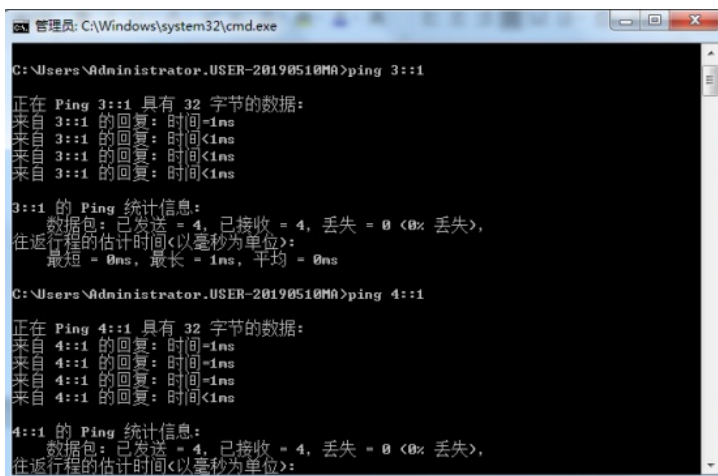 管理员: C:\Windows\system32\cmd.exe
C:\Users\Administrator.USER-20190510MA>ping 3::1
正在 Ping 3::1 具有 32 字节的数据:
来自 3::1 的回复: 时间=1ms
来自 3::1 的回复: 时间<1ms
来自 3::1 的回复: 时间<1ms
来自 3::1 的回复: 时间<1ms
3::1 的 Ping 统计信息:
数据包: 已发送 = 4, 已接收 = 4, 丢失 = 0 (0% 丢失),
往返行程的估计时间(以毫秒为单位):
最短 = 0ms, 最长 = 1ms, 平均 = 0ms
C:\Users\Administrator.USER-20190510MA>ping 4::1
正在 Ping 4::1 具有 32 字节的数据:
来自 4::1 的回复: 时间=1ms
来自 4::1 的回复: 时间=1ms
来自 4::1 的回复: 时间=1ms
来自 4::1 的回复: 时间<1ms
4::1 的 Ping 统计信息:
数据包: 已发送 = 4, 已接收 = 4, 丢失 = 0 (0% 丢失),
往返行程的估计时间(以毫秒为单位):